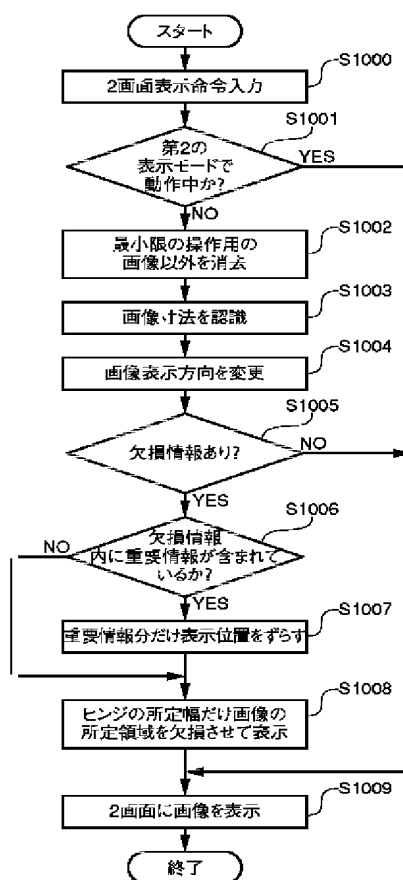 スタート
S1000
2画面表示命令入力
S1001
第2の
表示モードで
動作中か?
YES
NO
S1002
最小限の操作用の
画像以外を消去
S1003
画像寸法を認識
S1004
画像表示方向を変更
S1005
欠損情報あり?
NO
YES
S1006
欠損情報
内に重要情報が含まれて
いるか?
NO
YES
S1007
重要情報分だけ表示位置をずらす
S1008
ヒンジの所定幅だけ画像の
所定領域を欠損させて表示
S1009
2画面に画像を表示
終了